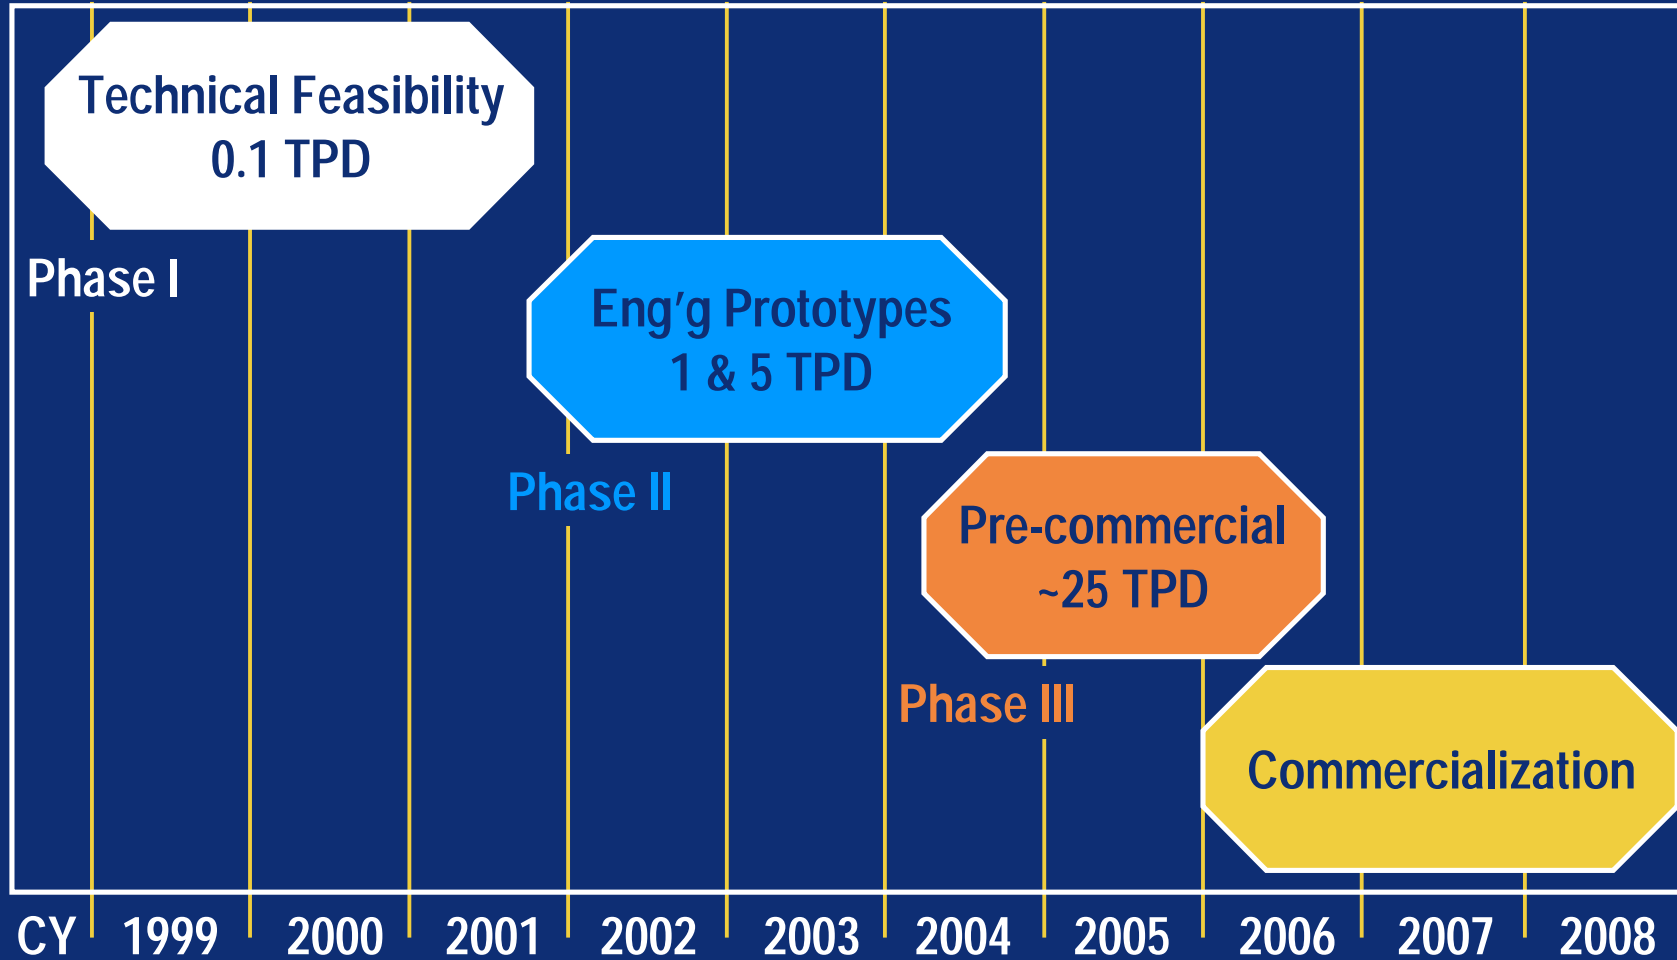 Technical Feasibility
0.1 TPD
Phase I
Eng'g Prototypes
1 & 5 TPD
Phase II
Pre-commercial
~25 TPD
Phase III
Commercialization
CY 1999 2000 2001 2002 2003 2004 2005 2006 2007 2008